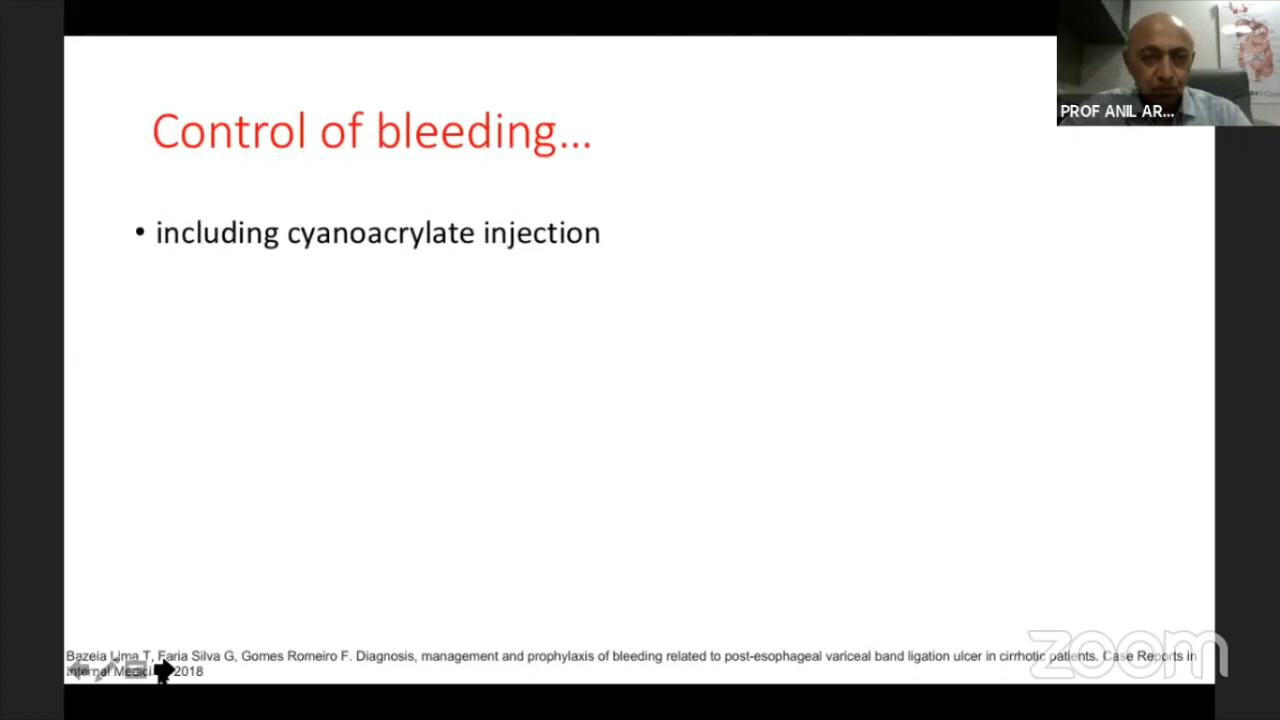 PROF ANIL AR...
Control of bleeding...
• including cyanoacrylate injection
Bazeia Lima T, Faria Silva G, Gomes Romeiro F. Diagnosis, management and prophylaxis of bleeding related to post-esophageal variceal band ligation ulcer in cirrhotic patients. Case Reports in
Internal 2018
zoom